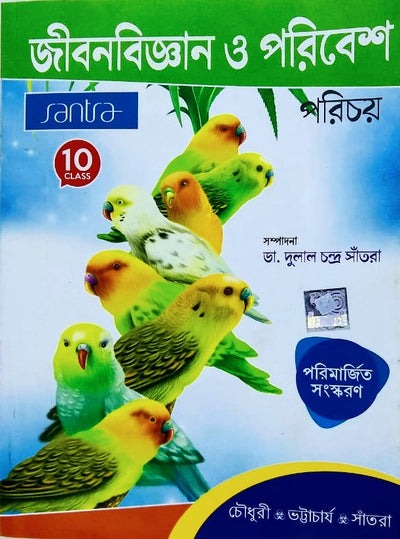 জীবনবিজ্ঞান ও পরিবেশ
santra
পরিচয়
10
CLASS
সম্পাদনা
ডা. দুলাল চন্দ্র সাঁতরা
পরিমার্জিত
সংস্করণ
চৌধুরী ভট্টাচার্য সাঁতরা